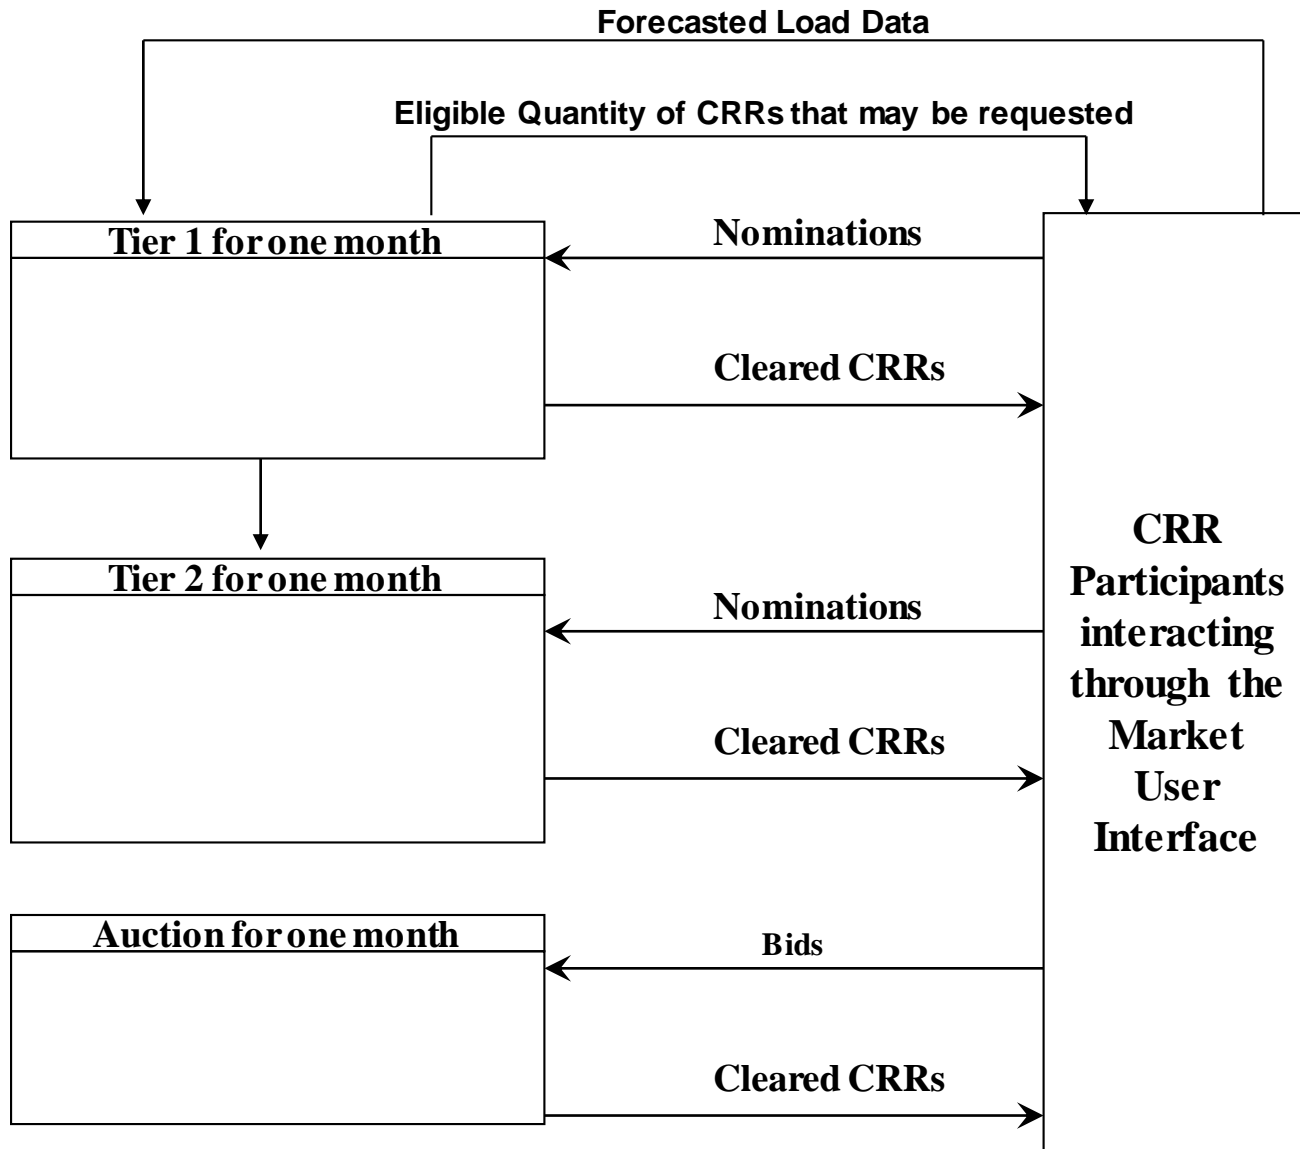 Forecasted Load Data
Eligible Quantity of CRRs that may be requested
Tier 1 for one month
Nominations
Cleared CRRs
Tier 2 for one month
Nominations
Cleared CRRs
CRR
Participants
interacting
through the
Market
User
Interface
Auction for one month
Bids
Cleared CRRs